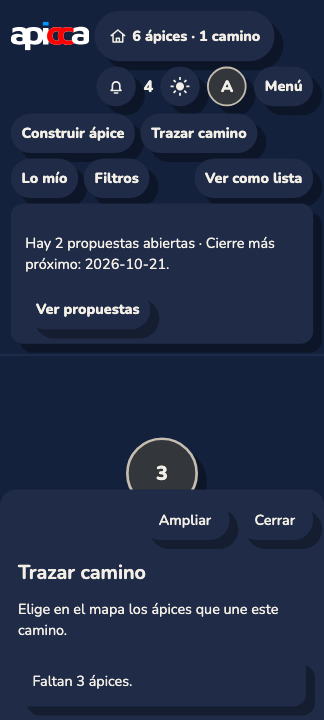 apicca
6 ápices · 1 camino
4
A
Menú
Construir ápice
Trazar camino
Lo mío
Filtros
Ver como lista
Hay 2 propuestas abiertas · Cierre más
próximo: 2026-10-21.
Ver propuestas
3
Ampliar
Cerrar
Trazar camino
Elige en el mapa los ápices que une este
camino.
Faltan 3 ápices.